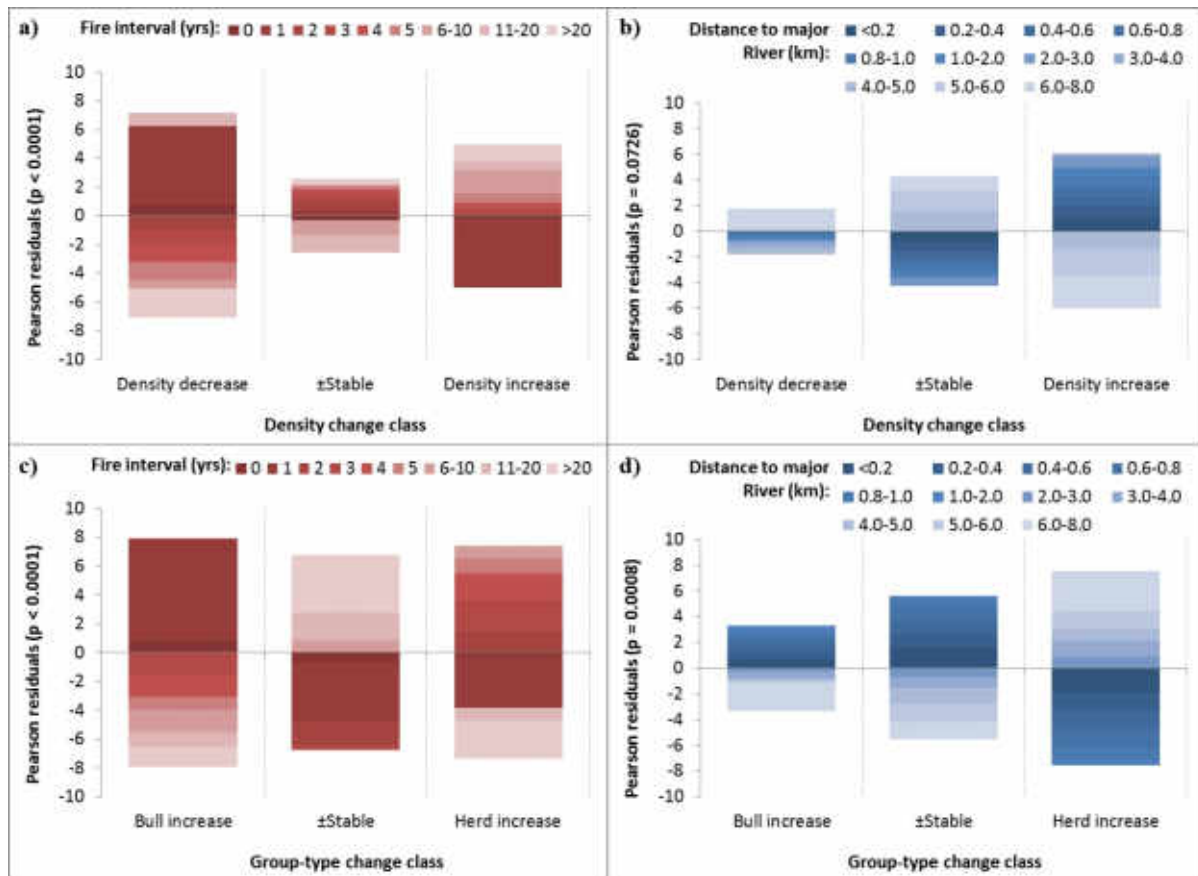 a) Fire interval (yrs): 0 1 2 3 4 5 6-10 11-20 >20
10
8
6
4
2
0
-2
-4
-6
-8
-10
Pearson residuals (p < 0.0001)
Density decrease ±Stable Density increase
Density change class
b) Distance to major <0.2 0.2-0.4 0.4-0.6 0.6-0.8
River (km): 0.8-1.0 1.0-2.0 2.0-3.0 3.0-4.0
4.0-5.0 5.0-6.0 6.0-8.0
10
8
6
4
2
0
-2
-4
-6
-8
-10
Pearson residuals (p = 0.0726)
Density decrease ±Stable Density increase
Density change class
c) Fire interval (yrs): 0 1 2 3 4 5 6-10 11-20 >20
10
8
6
4
2
0
-2
-4
-6
-8
-10
Pearson residuals (p < 0.0001)
Bull increase ±Stable Herd increase
Group-type change class
d) Distance to major <0.2 0.2-0.4 0.4-0.6 0.6-0.8
River (km): 0.8-1.0 1.0-2.0 2.0-3.0 3.0-4.0
4.0-5.0 5.0-6.0 6.0-8.0
10
8
6
4
2
0
-2
-4
-6
-8
-10
Pearson residuals (p = 0.0008)
Bull increase ±Stable Herd increase
Group-type change class